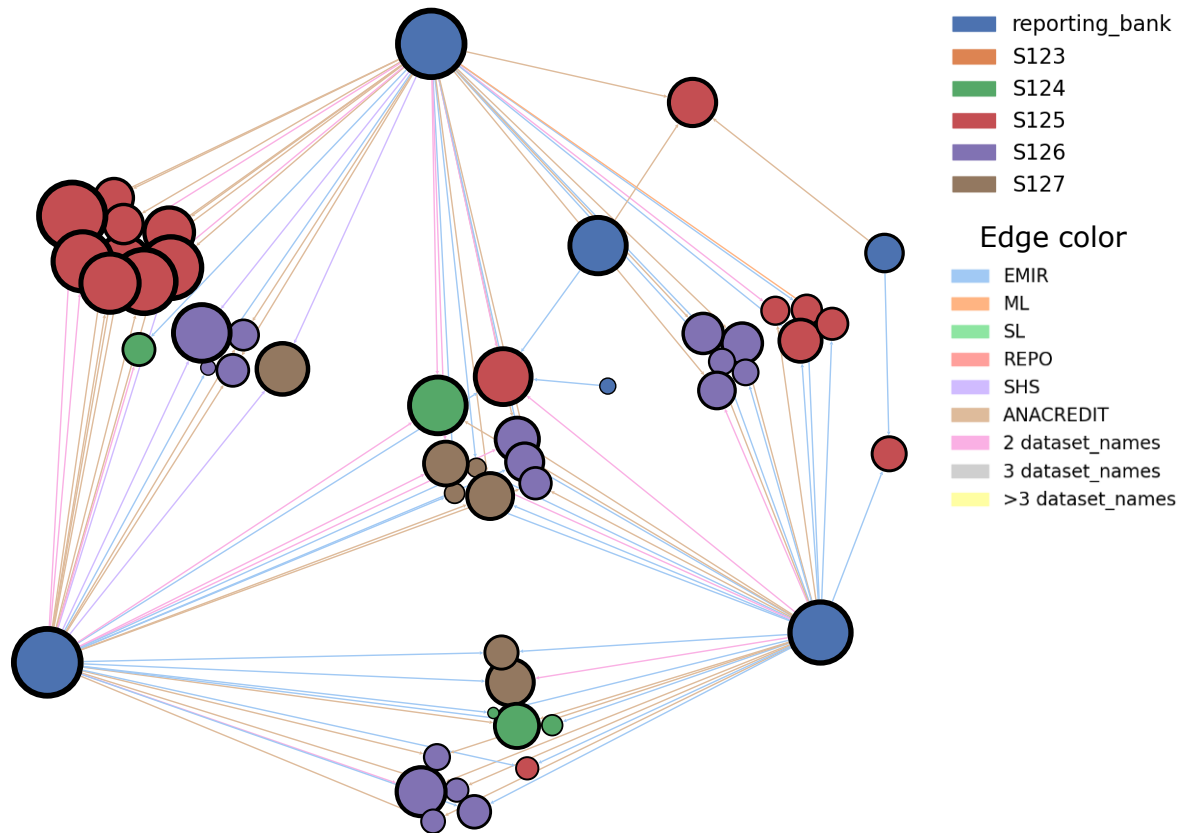 reporting_bank
S123
S124
S125
S126
S127
Edge color
EMIR
ML
SL
REPO
SHS
ANACREDIT
2 dataset_names
3 dataset_names
>3 dataset_names